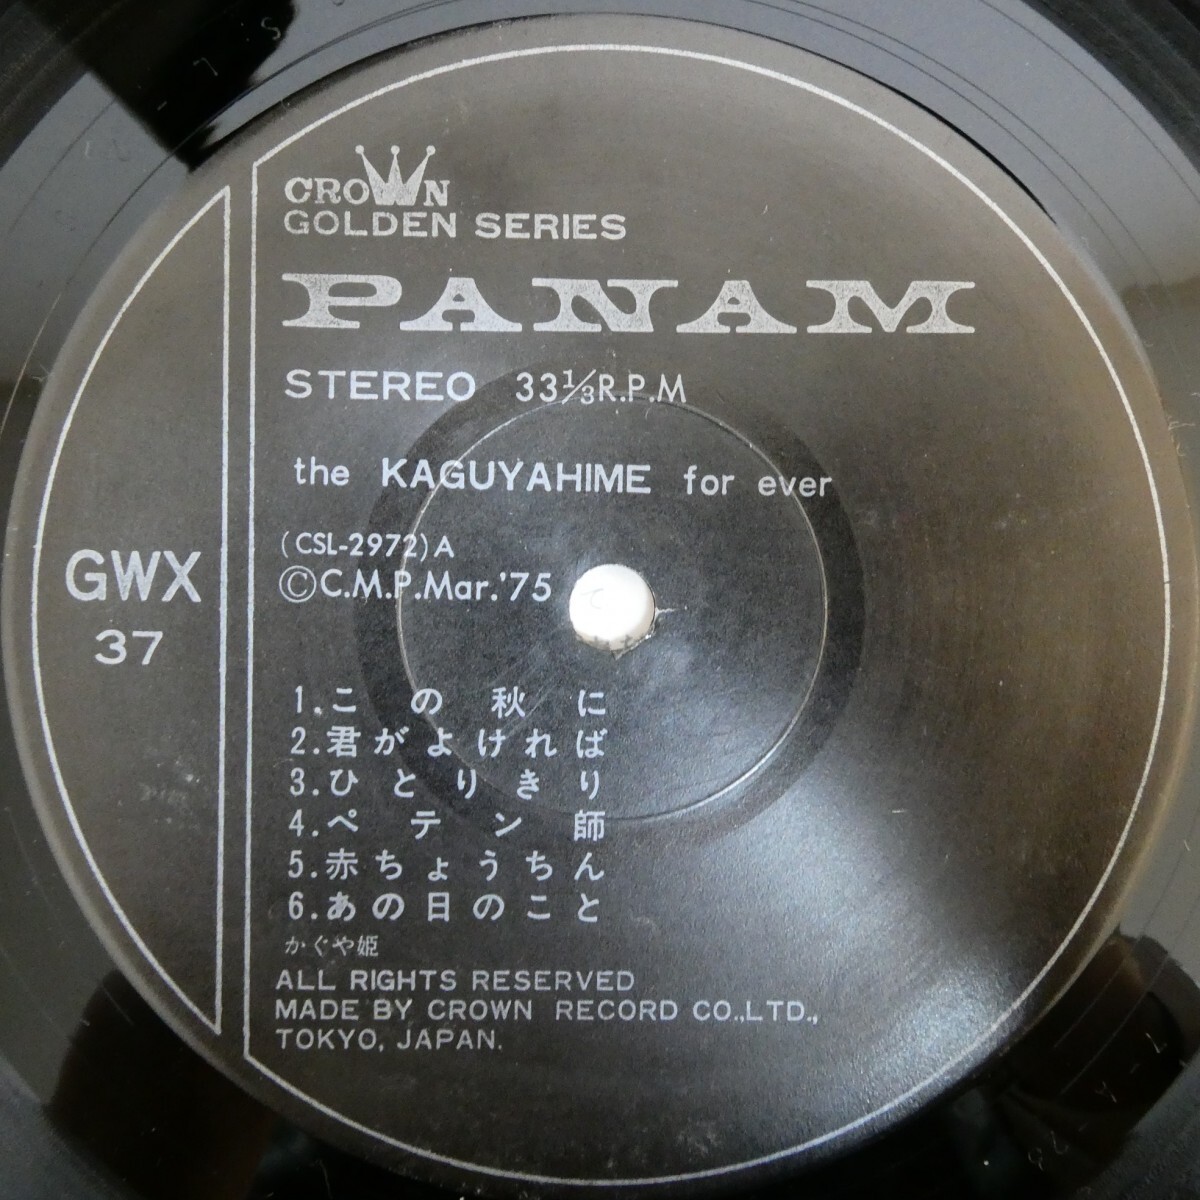 CROWN
GOLDEN SERIES
PANAM
STEREO 33⅓R.P.M
the KAGUYAHIME for ever
(CSL-2972)A
©C.M.P.Mar.'75
GWX
37
1.この秋に
2.君がよければ
3.ひとりきり
4.ペテン師
5.赤ちょうちん
6.あの日のこと
かぐや姫
ALL RIGHTS RESERVED
MADE BY CROWN RECORD CO.,LTD.,
TOKYO, JAPAN.